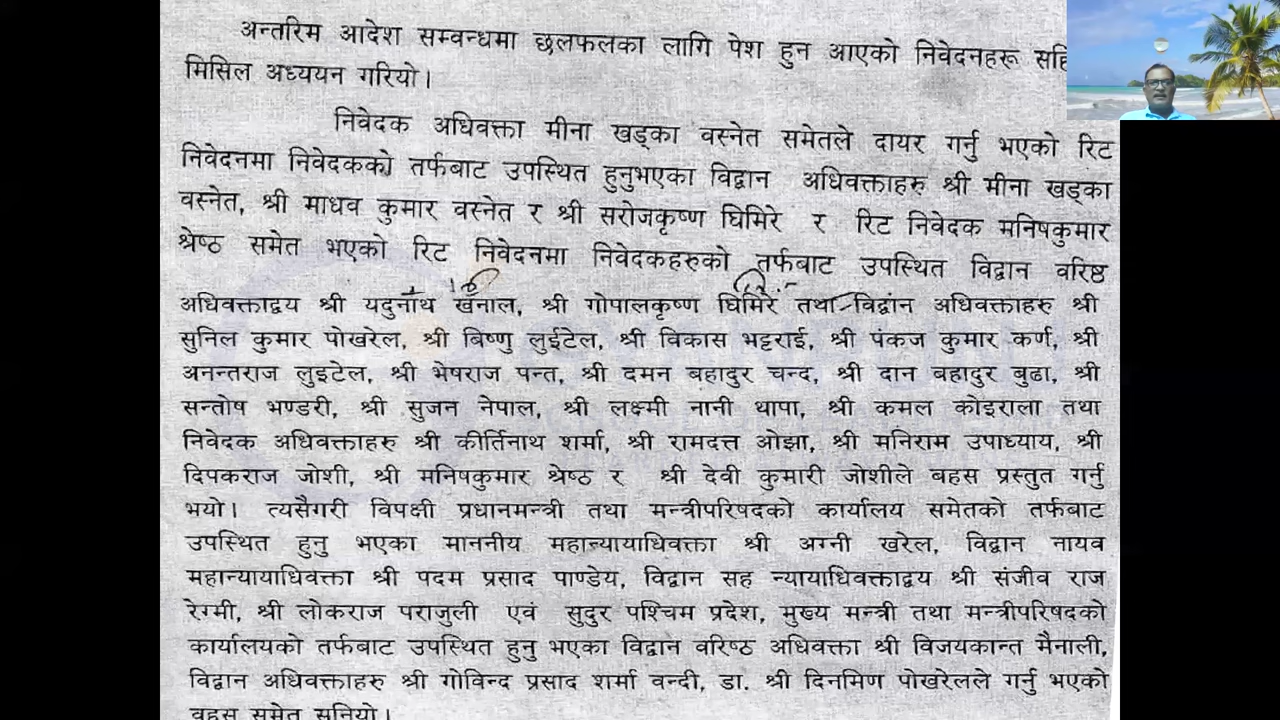 अन्तरिम आदेश सम्वन्धमा छलफलका लागि पेश हुन आएको निवेदनहरू
मिसिल अध्ययन गरियो।
निवेदक अधिवक्ता मीना खड्का वस्नेत समेतले दायर गर्नु भएको रिट
निवेदनमा निवेदकको तर्फबाट उपस्थित हुनुभएका विद्वान अधिवक्ताहरु श्री मीना खड्का
वस्नेत, श्री माधव कुमार वस्नेत र श्री सरोजकृष्ण घिमिरे र रिट निवेदक मनिषकुमार
श्रेष्ठ समेत भएको रिट निवेदनमा निवेदकहरुको तर्फबाट उपस्थित विद्वान वरिष्ठ
अधिवक्ताद्वय श्री यदुनाथ खनाल, श्री गोपालकृष्ण घिमिरे तथा विद्वान अधिवक्ताहरु श्री
सुनिल कुमार पोखरेल, श्री बिष्णु लुईटेल, श्री विकास भट्टराई, श्री पंकज कुमार कर्ण, श्री
अनन्तराज लुइटेल, श्री भेषराज पन्त, श्री दमन बहादुर चन्द, श्री दान बहादुर बुढा, श्री
सन्तोष भण्डरी, श्री सुजन नेपाल, श्री लक्ष्मी नानी थापा, श्री कमल कोइराला तथा
निवेदक अधिवक्ताहरु श्री कीर्तिनाथ शर्मा, श्री रामदत्त ओझा, श्री मनिराम उपाध्याय, श्री
दिपकराज जोशी, श्री मनिषकुमार श्रेष्ठ र श्री देवी कुमारी जोशीले बहस प्रस्तुत गर्नु
भयो। त्यसैगरी विपक्षी प्रधानमन्त्री तथा मन्त्रीपरिषदको कार्यालय समेतको तर्फबाट
उपस्थित हुनु भएका माननीय महान्यायाधिवक्ता श्री अग्नी खरेल, विद्वान नायव
महान्यायाधिवक्ता श्री पदम प्रसाद पाण्डेय, विद्वान सह न्यायाधिवक्ताद्वय श्री संजीव राज
रेग्मी, श्री लोकराज पराजुली एवं सुदुर पश्चिम प्रदेश, मुख्य मन्त्री तथा मन्त्रीपरिषदको
कार्यालयको तर्फबाट उपस्थित हुनु भएका विद्वान वरिष्ठ अधिवक्ता श्री विजयकान्त मैनाली,
विद्वान अधिवक्ताहरु श्री गोविन्द प्रसाद शर्मा वन्दी, डा. श्री दिनमणि पोखरेलले गर्नु भएको
वहस समेत सुनियो।